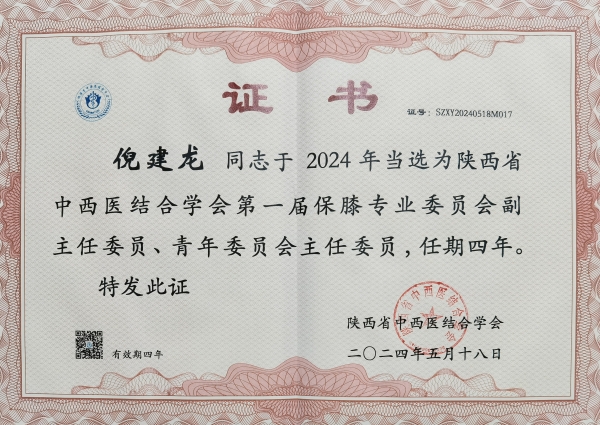 证书
证号：SZXY20240518M017
倪建龙 同志于 2024 年当选为陕西省
中西医结合学会第一届保膝专业委员会副
主任委员、青年委员会主任委员，任期四年。
特发此证
陕西省中西医结合学会
二〇二四年五月十八日
有效期四年